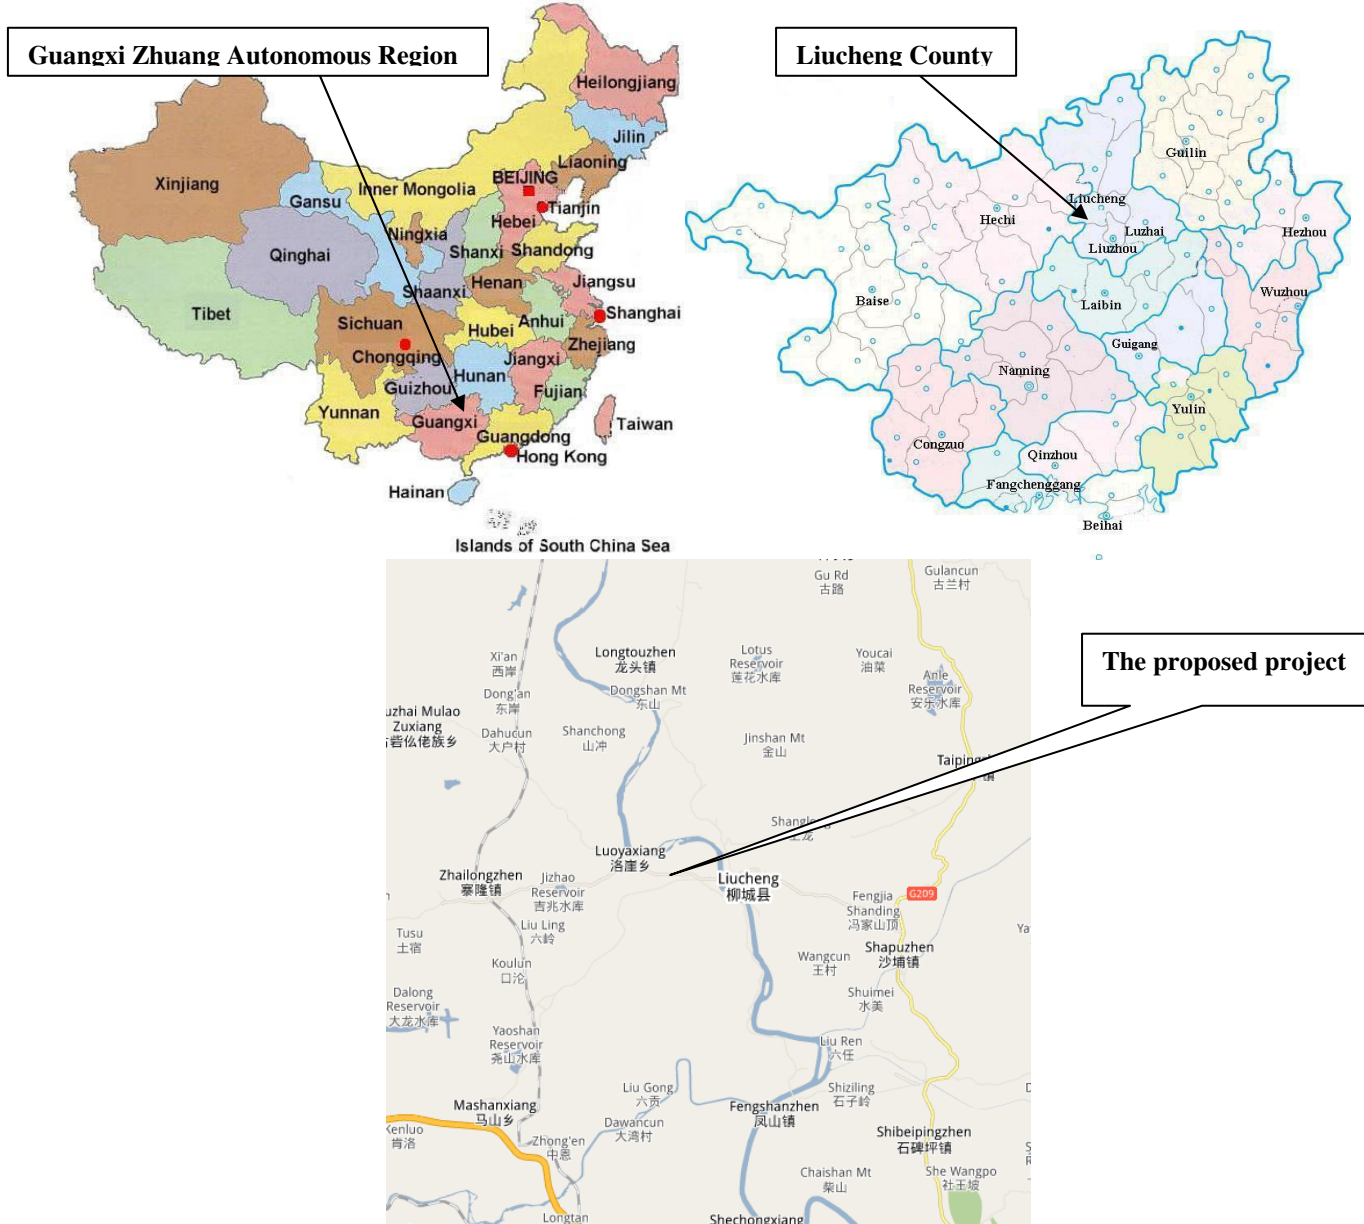 Guangxi Zhuang Autonomous Region
Liucheng County
Heilongjiang
Jilin
Liaoning
Xinjiang
Gansu
Inner Mongolia
BEIJING
Tianjin
Hebei
Ningxia
Qinghai
Shanxi
Shandong
Shaanxi
Henan
Jiangsu
Tibet
Sichuan
Hubei
Anhui
Shanghai
Chongqing
Jiangxi
Zhejiang
Hunan
Guizhou
Fujian
Yunnan
Guangxi
Guangdong
Taiwan
Hong Kong
Hainan
Islands of South China Sea
Guilin
Liucheng
Hechi
Luzhai
Hezhou
Liuzhou
Baise
Laibin
Wuzhou
Guigang
Nanning
Yulin
Congzuo
Qinzhou
Fangchenggang
Beihai
Gu Rd
古路
Gulancun
古兰村
The proposed project
Xi'an
西岸
Longtouzhen
龙头镇
Lotus
Reservoir
莲花水库
Youcai
油菜
Anle
Reservoir
安乐水库
Dong'an
东岸
Dongshan Mt
东山
uzhai Mulao
Zuxiang
古砦仫佬族乡
Dahucun
大户村
Shanchong
山冲
Jinshan Mt
金山
Luoyaxiang
洛崖乡
Zhailongzhen
寨隆镇
Jizhao
Reservoir
吉兆水库
Liucheng
柳城县
Fengjia
Shanding
冯家山顶
G209
Liu Ling
六岭
Tusu
土宿
Shapuzhen
沙埔镇
Wangcun
王村
Koulun
口沦
Dalong
Reservoir
大龙水库
Shuimei
水美
Yaoshan
Reservoir
尧山水库
Liu Ren
六任
Liu Gong
六贡
Shiziling
石子岭
Mashanxiang
马山乡
Fengshanzhen
凤山镇
Kenluo
肯洛
Dawancun
大湾村
Zhong'en
中恩
Shibeipingzhen
石碑坪镇
Chaishan Mt
柴山
She Wangpo
社王坡
Longtan
Shechongxiang